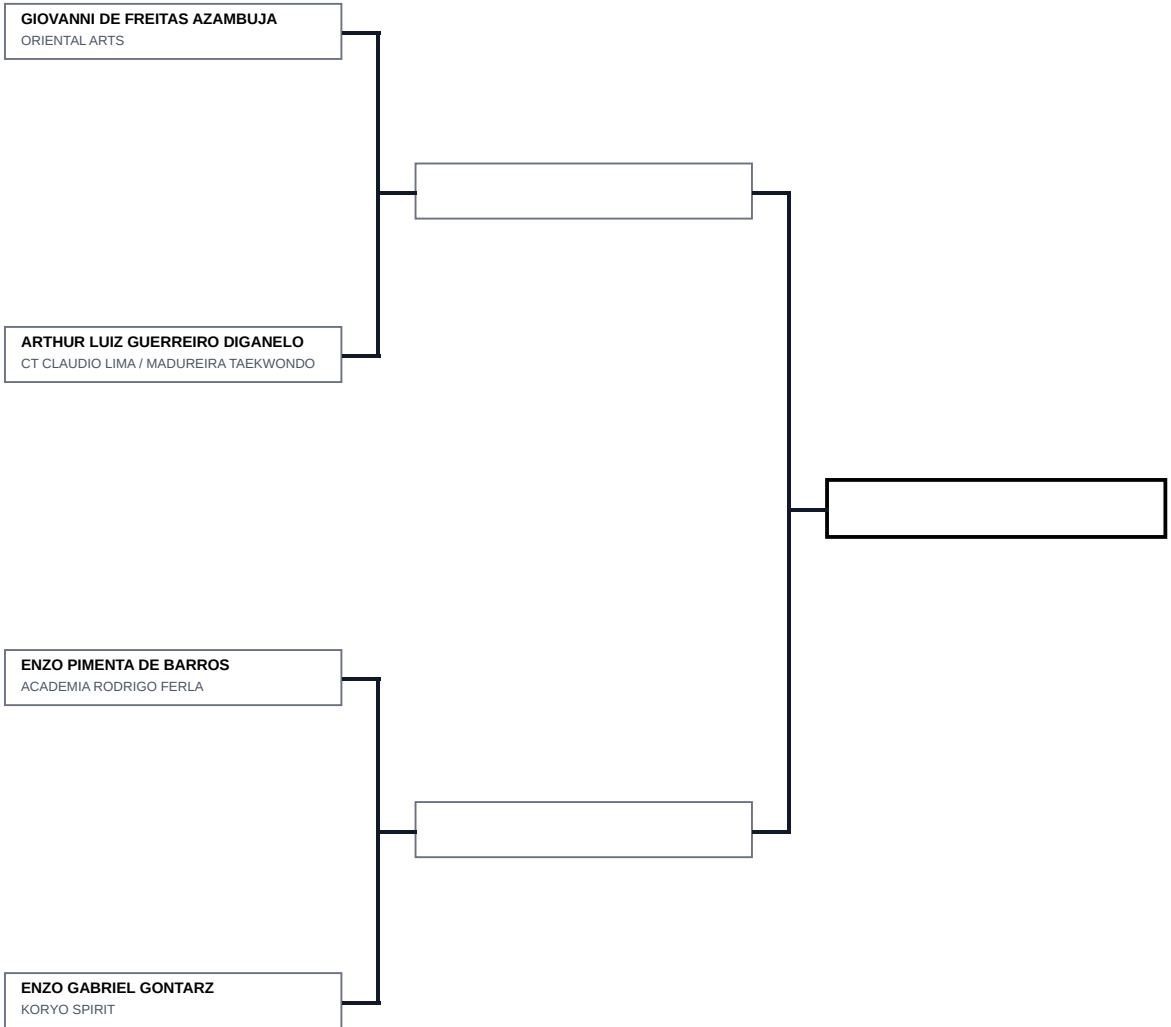 GIOVANNI DE FREITAS AZAMBUJA
ORIENTAL ARTS
ARTHUR LUIZ GUERREIRO DIGANELO
CT CLAUDIO LIMA / MADUREIRA TAEKWONDO
ENZO PIMENTA DE BARROS
ACADEMIA RODRIGO FERLA
ENZO GABRIEL GONTARZ
KORYO SPIRIT